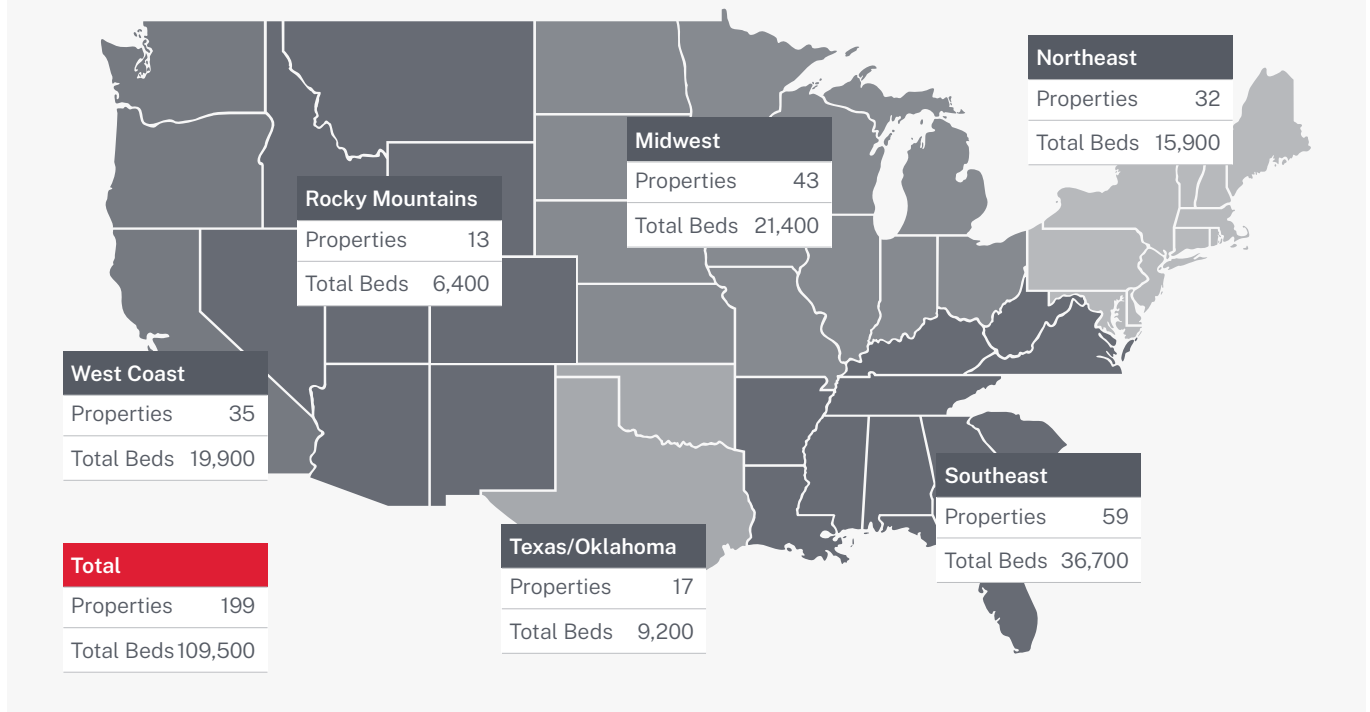 Northeast
Properties 32
Total Beds 15,900
Midwest
Properties 43
Total Beds 21,400
Rocky Mountains
Properties 13
Total Beds 6,400
West Coast
Properties 35
Total Beds 19,900
Southeast
Properties 59
Total Beds 36,700
Texas/Oklahoma
Properties 17
Total Beds 9,200
Total
Properties 199
Total Beds 109,500